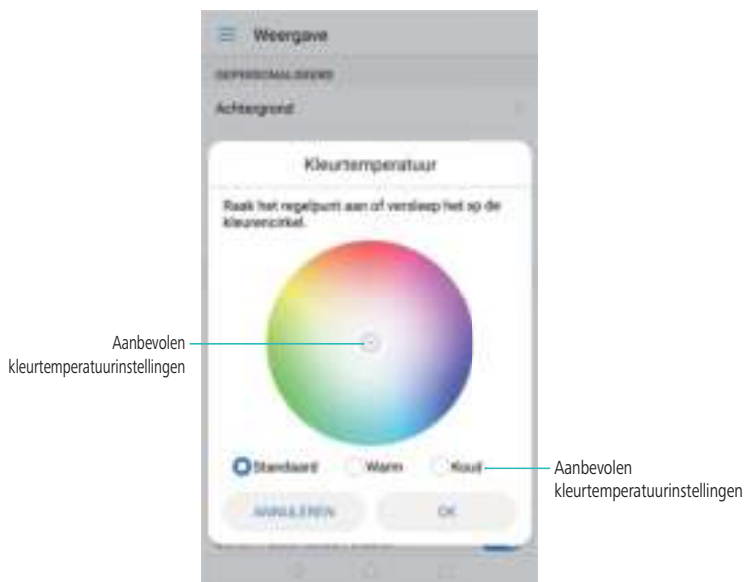 Weergave
GEPERSONALISEERD
Achtergrond
Kleurtemperatuur
Raak het regelpunt aan of versleep het op de
kleurencirkel.
Aanbevolen
kleurtemperatuurinstellingen
Standaard Warm Koud
Aanbevolen
kleurtemperatuurinstellingen
ANNULEREN OK